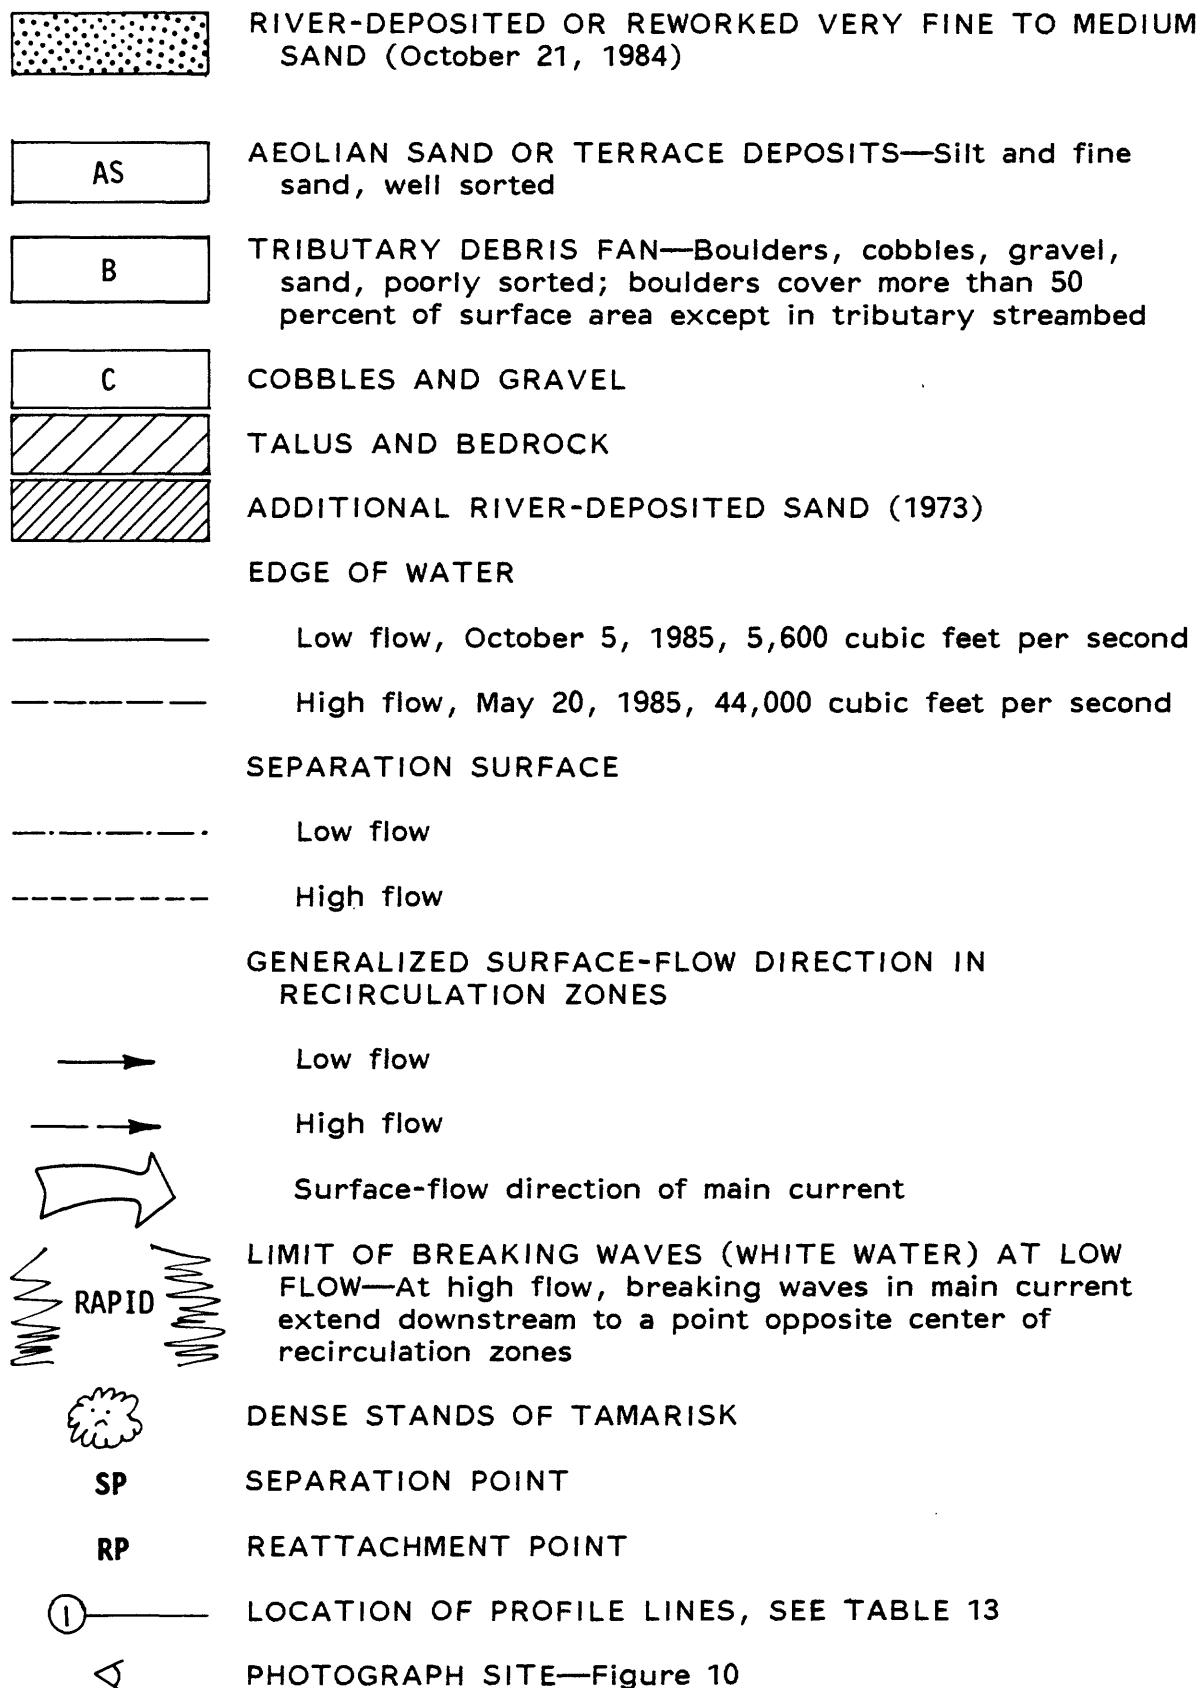 RIVER-DEPOSITED OR REWORKED VERY FINE TO MEDIUM
SAND (October 21, 1984)
AS
AEOLIAN SAND OR TERRACE DEPOSITS—Silt and fine
sand, well sorted
B
TRIBUTARY DEBRIS FAN—Boulders, cobbles, gravel,
sand, poorly sorted; boulders cover more than 50
percent of surface area except in tributary streambed
C
COBBLES AND GRAVEL
TALUS AND BEDROCK
ADDITIONAL RIVER-DEPOSITED SAND (1973)
EDGE OF WATER
Low flow, October 5, 1985, 5,600 cubic feet per second
High flow, May 20, 1985, 44,000 cubic feet per second
SEPARATION SURFACE
Low flow
High flow
GENERALIZED SURFACE-FLOW DIRECTION IN
RECIRCULATION ZONES
Low flow
High flow
Surface-flow direction of main current
RAPID
LIMIT OF BREAKING WAVES (WHITE WATER) AT LOW
FLOW—At high flow, breaking waves in main current
extend downstream to a point opposite center of
recirculation zones
DENSE STANDS OF TAMARISK
SP SEPARATION POINT
RP REATTACHMENT POINT
1 LOCATION OF PROFILE LINES, SEE TABLE 13
PHOTOGRAPH SITE—Figure 10